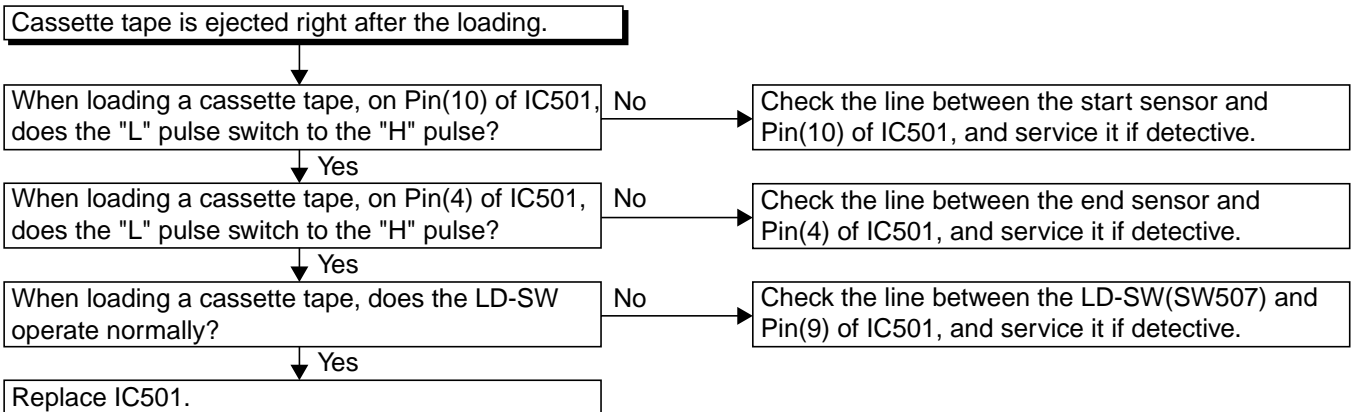 Cassette tape is ejected right after the loading.
When loading a cassette tape, on Pin(10) of IC501,
does the "L" pulse switch to the "H" pulse?
No
Check the line between the start sensor and
Pin(10) of IC501, and service it if detective.
Yes
When loading a cassette tape, on Pin(4) of IC501,
does the "L" pulse switch to the "H" pulse?
No
Check the line between the end sensor and
Pin(4) of IC501, and service it if detective.
Yes
When loading a cassette tape, does the LD-SW
operate normally?
No
Check the line between the LD-SW(SW507) and
Pin(9) of IC501, and service it if detective.
Yes
Replace IC501.